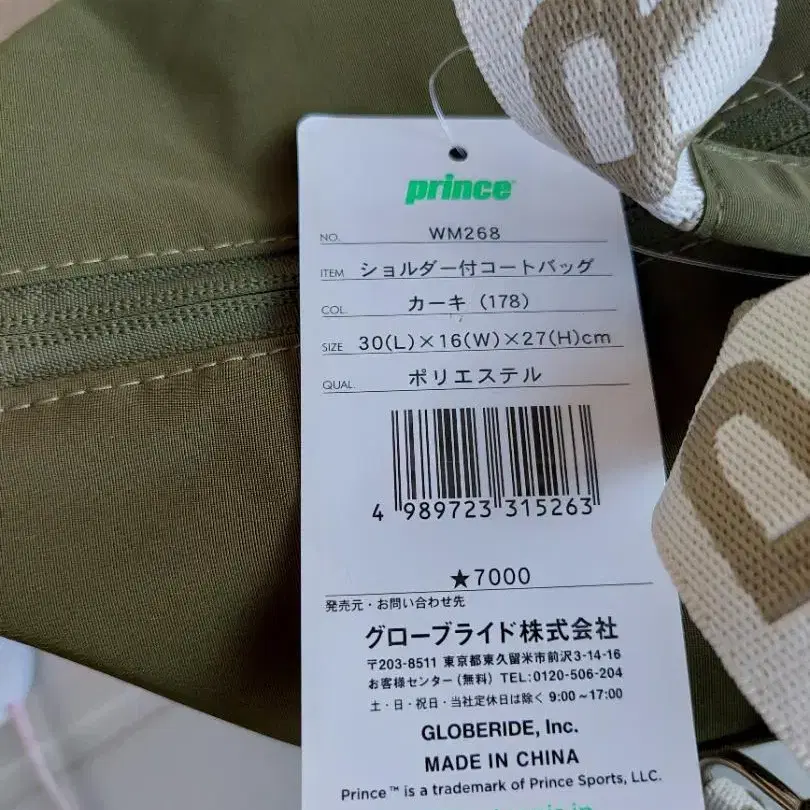 prince
NO. WM268
ITEM ショルダー付コートバッグ
COL. カーキ（178）
SIZE 30(L)×16(W)×27(H)cm
QUAL. ポリエステル
4 989723 315263
★7000
発売元・お問い合わせ先
グローブライド株式会社
〒203-8511 東京都東久留米市前沢3-14-16
お客様センター（無料） TEL:0120-506-204
土・日・祝日・当社定休日は除く 9:00～17:00
GLOBERIDE, Inc.
MADE IN CHINA
Prince™ is a trademark of Prince Sports, LLC.